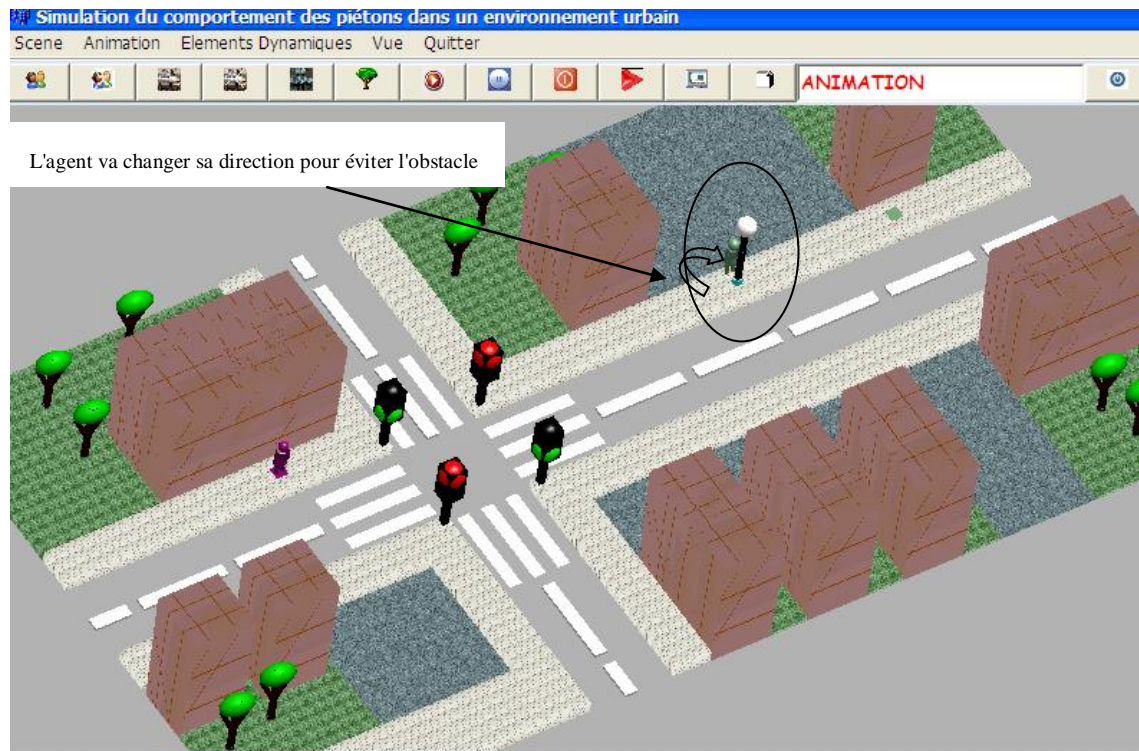 Simulation du comportement des piétons dans un environnement urbain
Scene Animation Elements Dynamiques Vue Quitter
ANIMATION
L'agent va changer sa direction pour éviter l'obstacle